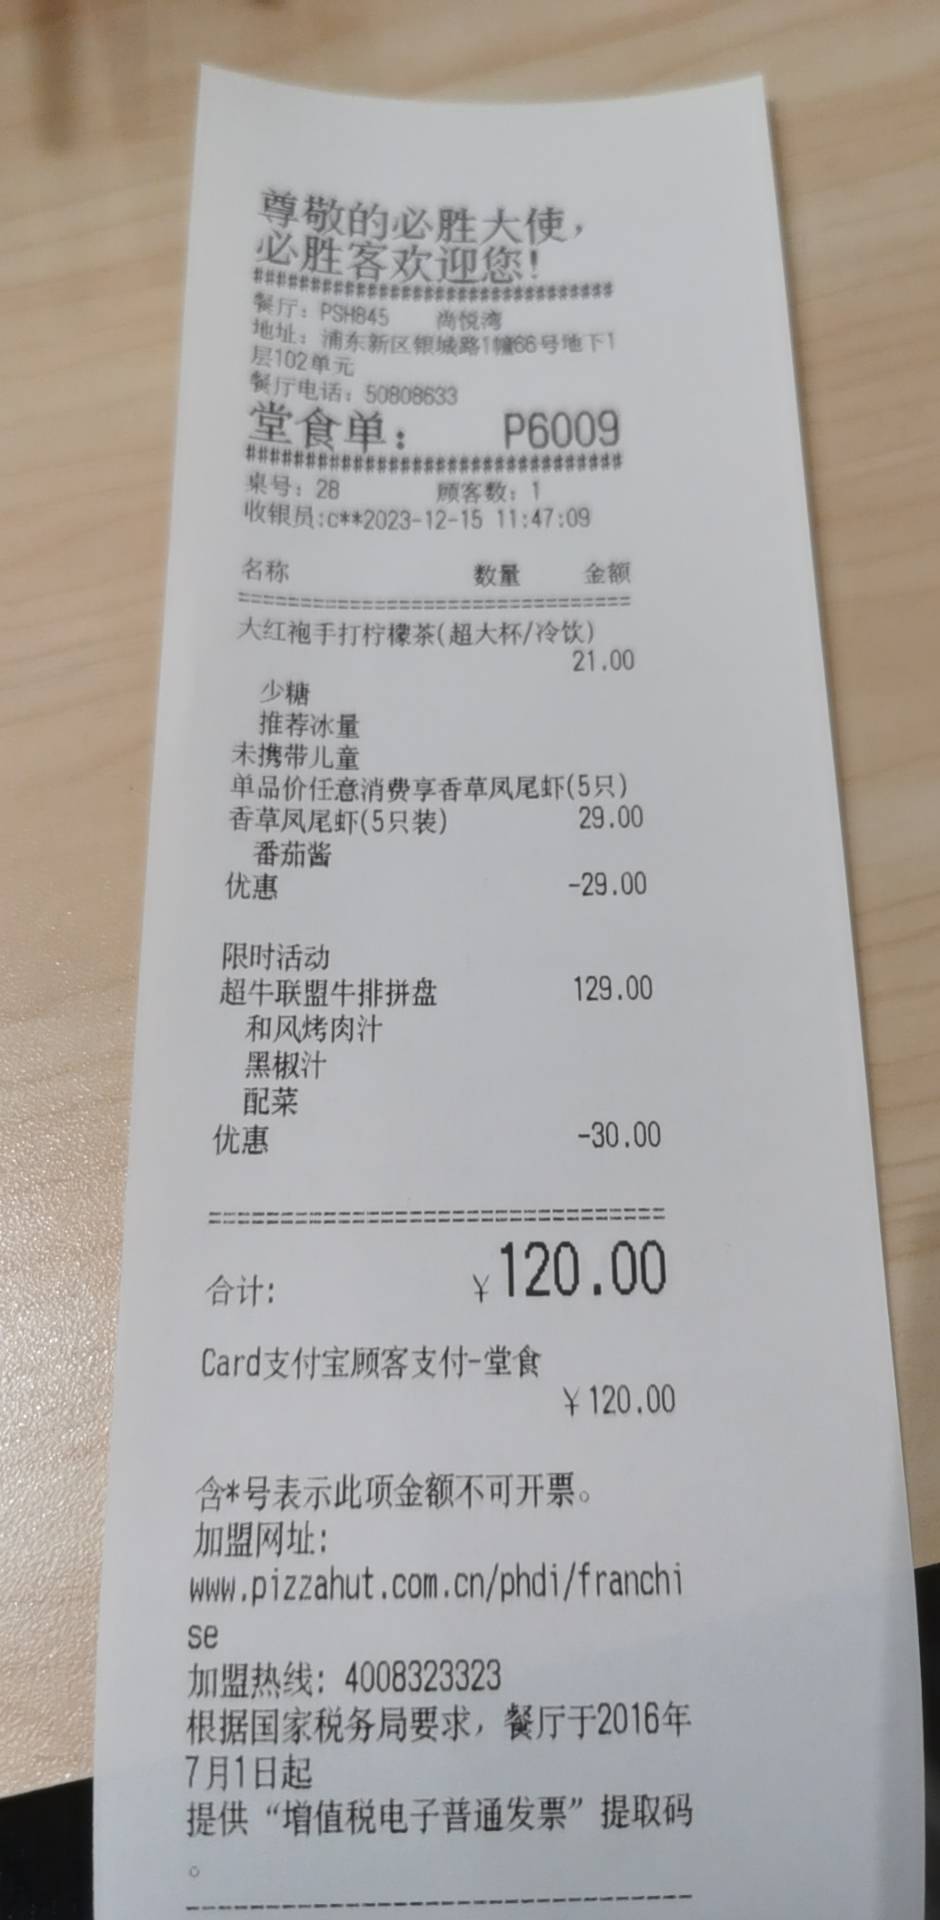 尊敬的必胜大使，
必胜客欢迎您!
################################
餐厅：PSH845 尚悦湾
地址：浦东新区银城路1幢66号地下1
层102单元
餐厅电话：50808633
堂食单： P6009
################################
桌号：28 顾客数：1
收银员:c**2023-12-15 11:47:09
名称 数量 金额
================================
大红袍手打柠檬茶(超大杯/冷饮)
21.00
少糖
推荐冰量
未携带儿童
单品价任意消费享香草凤尾虾(5只)
香草凤尾虾(5只装) 29.00
番茄酱
优惠 -29.00
限时活动
超牛联盟牛排拼盘 129.00
和风烤肉汁
黑椒汁
配菜
优惠 -30.00
================================
合计: ¥120.00
Card支付宝顾客支付-堂食
¥120.00
含*号表示此项金额不可开票。
加盟网址:
www.pizzahut.com.cn/phdi/franchi
se
加盟热线: 4008323323
根据国家税务局要求，餐厅于2016年
7月1日起
提供“增值税电子普通发票”提取码
。
--------------------------------